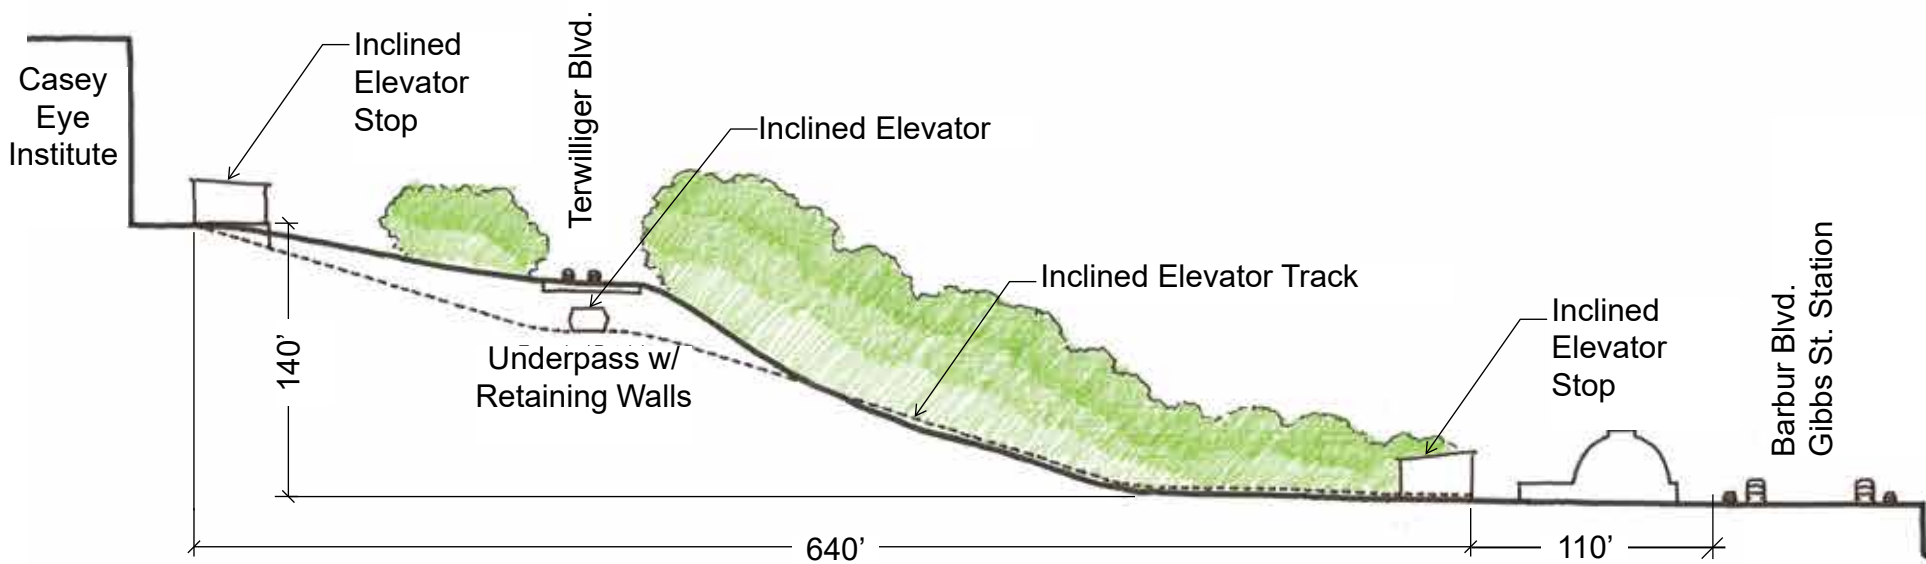 Casey
Eye
Institute
Inclined
Elevator
Stop
Terwilliger Blvd.
Inclined Elevator
Inclined Elevator Track
Inclined
Elevator
Stop
Barbur Blvd.
Gibbs St. Station
Underpass w/
Retaining Walls
140’
640’
110’